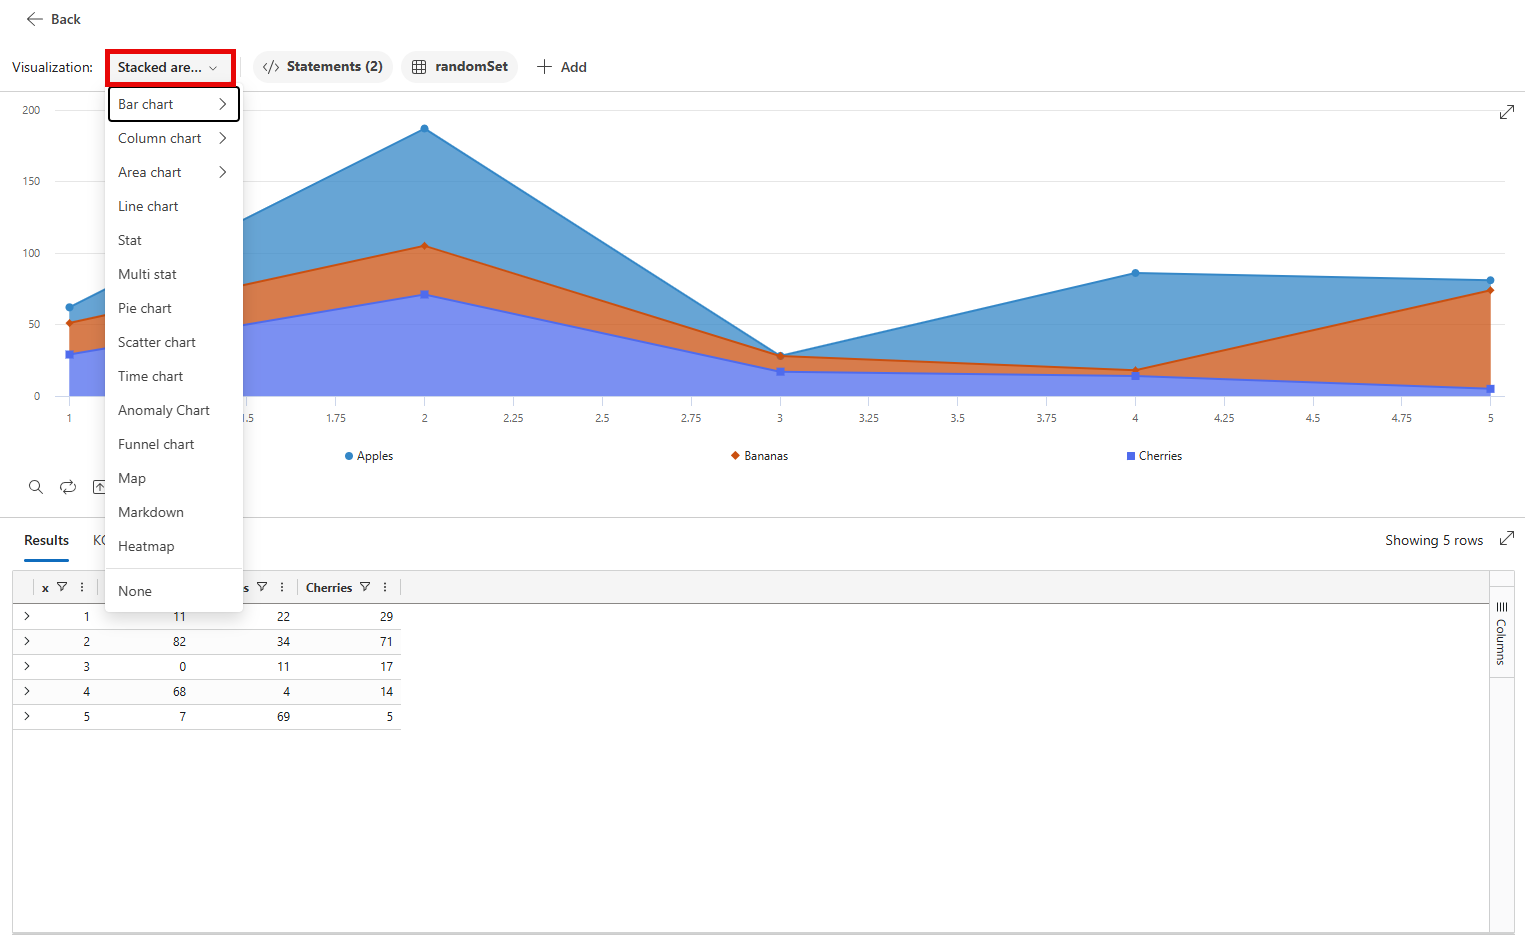 Back
Visualization: Stacked are... Statements (2) randomSet Add
Bar chart
Column chart
Area chart
Line chart
Stat
Multi stat
Pie chart
Scatter chart
Time chart
Anomaly Chart
Funnel chart
Map
Markdown
Heatmap
None
200
150
100
50
0
1 .5 1.75 2 2.25 2.5 2.75 3 3.25 3.5 3.75 4 4.25 4.5 4.75 5
Apples Bananas Cherries
Results KQ Showing 5 rows
x s Cherries
1 11 22 29
2 82 34 71
3 0 11 17
4 68 4 14
5 7 69 5
Columns